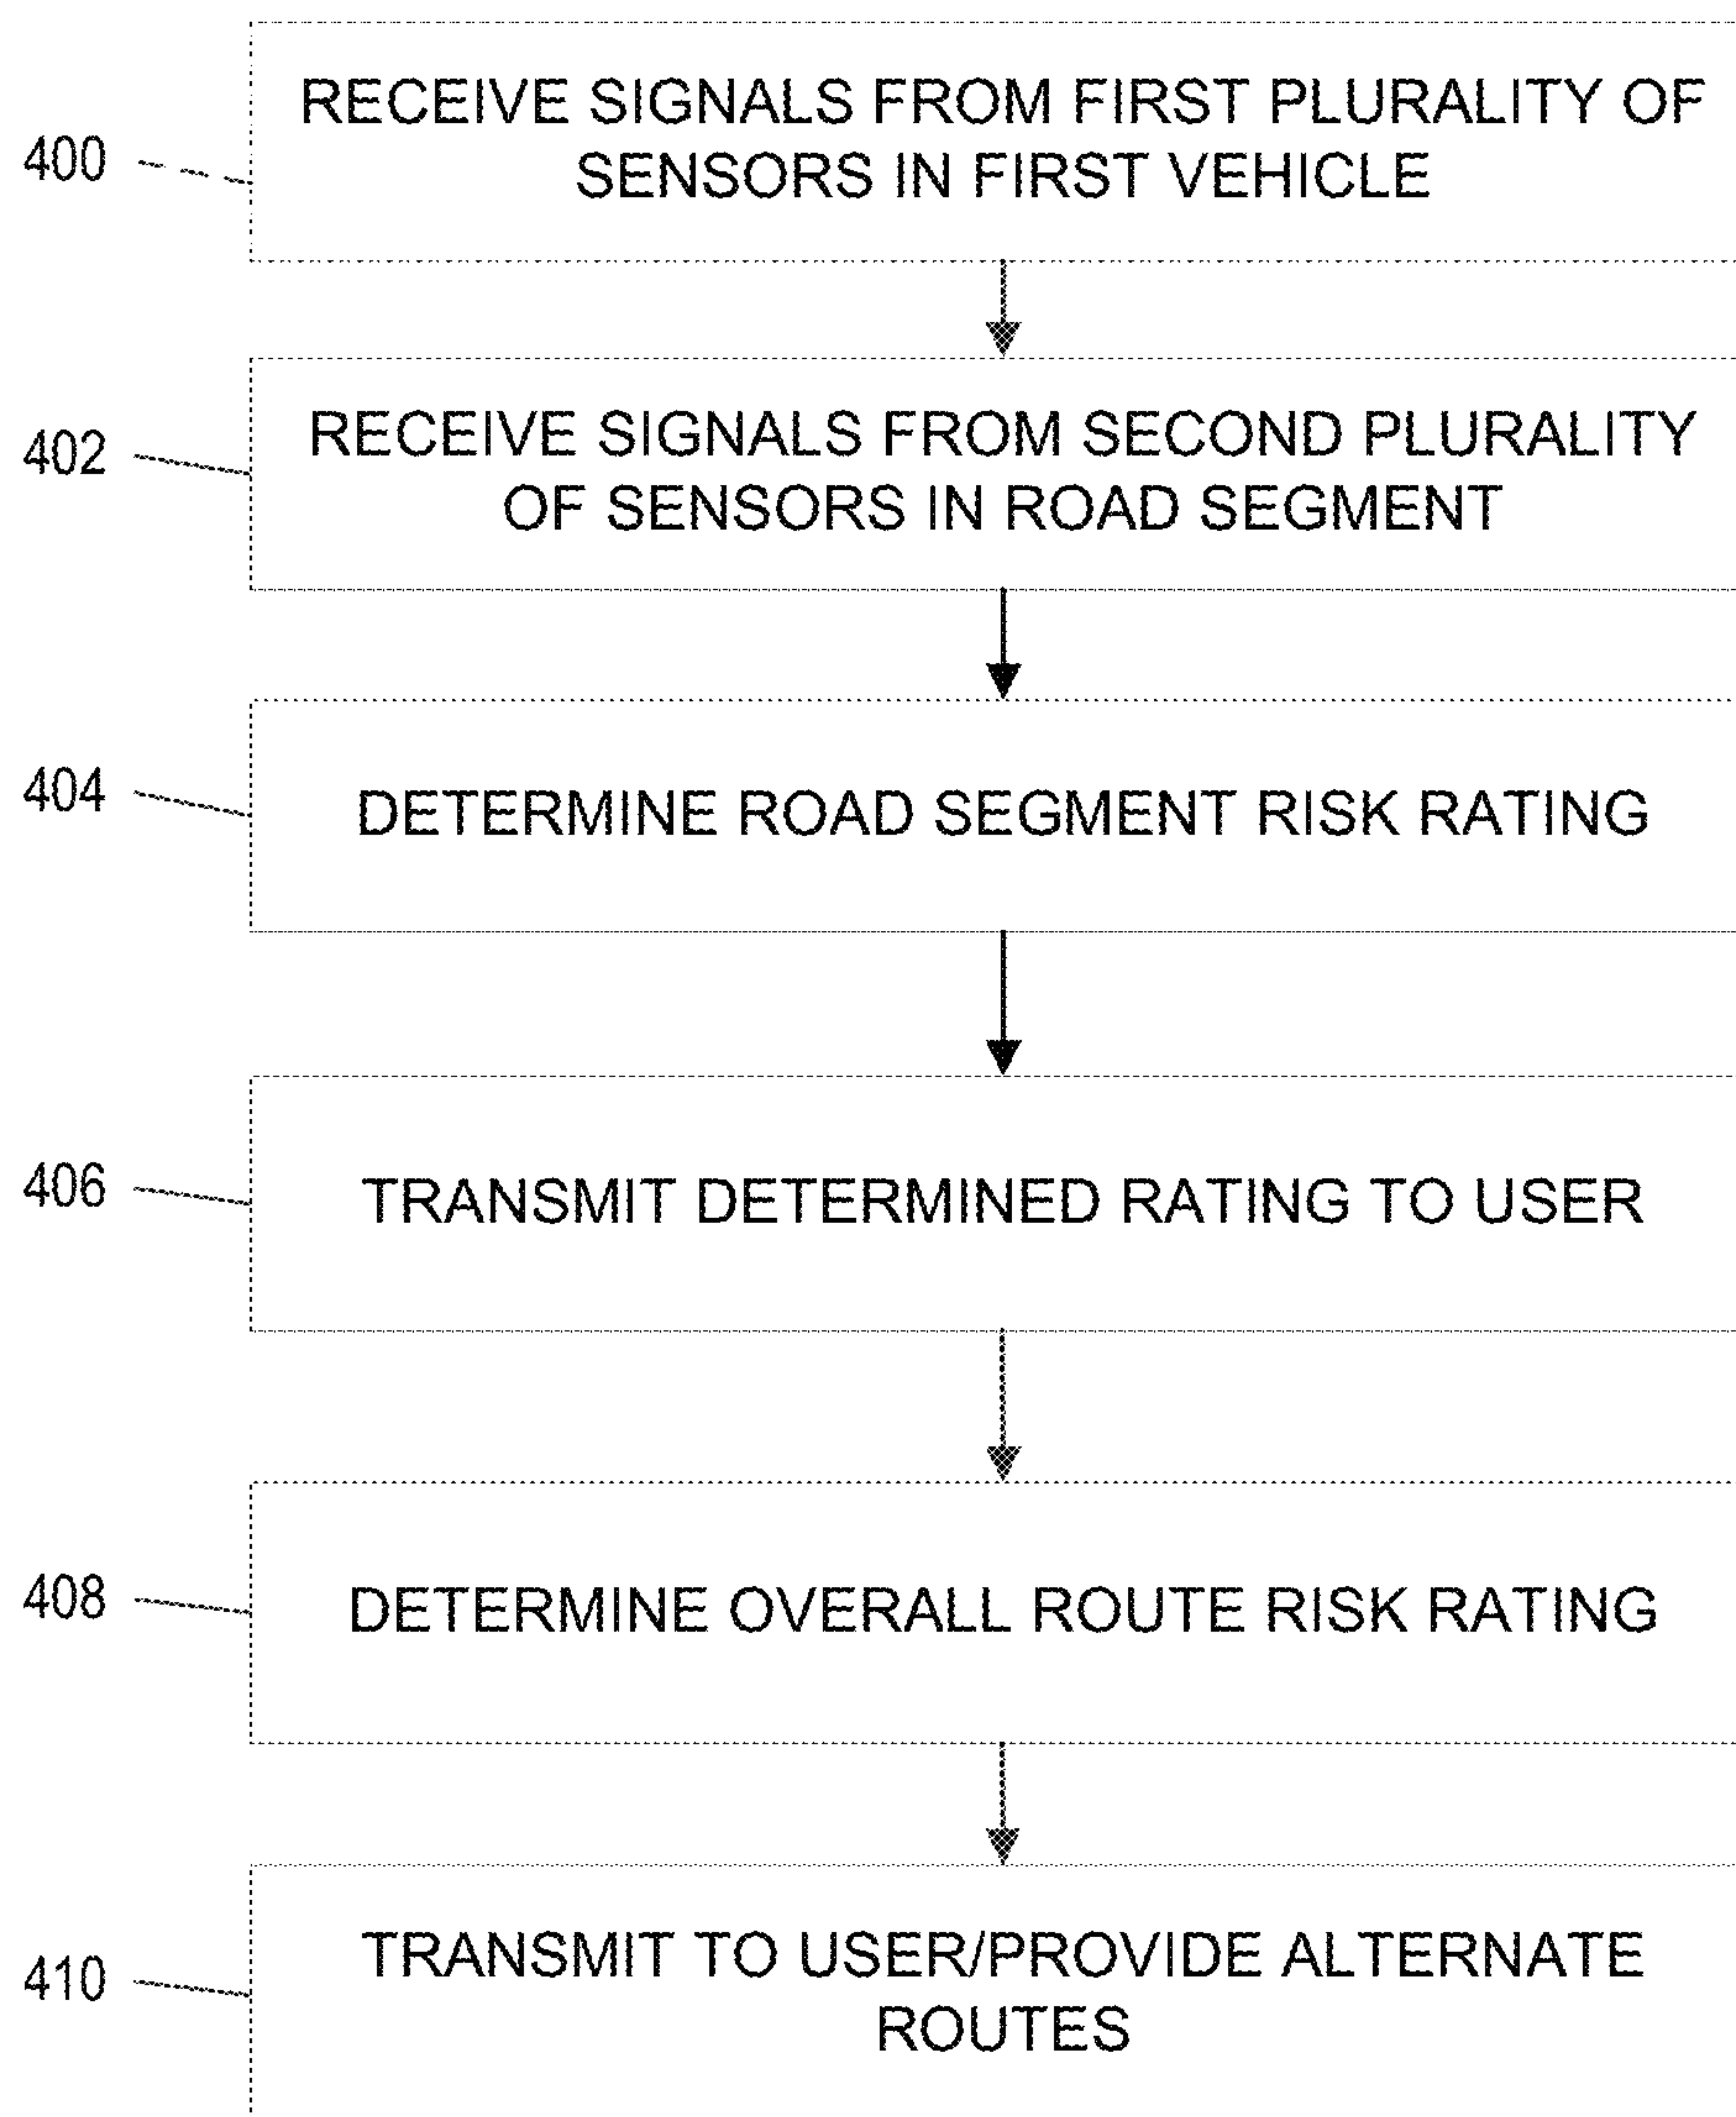 RECEIVE SIGNALS FROM FIRST PLURALITY OF
400
SENSORS IN FIRST VEHICLE
RECEIVE SIGNALS FROM SECOND PLURALITY
402
OF SENSORS IN ROAD SEGMENT
404
DETERMINE ROAD SEGMENT RISK RATING
406
TRANSMIT DETERMINED RATING TO USER
408
DETERMINE OVERALL ROUTE RISK RATING
TRANSMIT TO USER/PROVIDE ALTERNATE
410
ROUTES